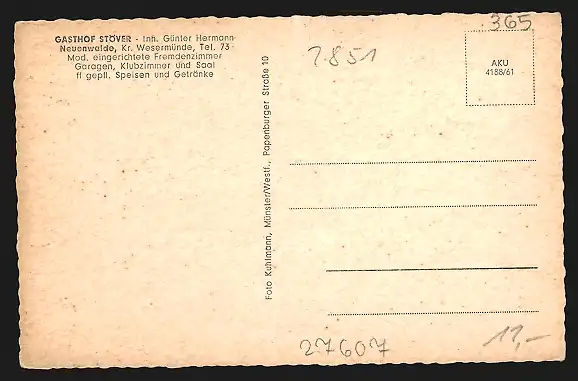 GASTHOF STÖVER - Inh. Günter Hermann
Neuenwalde, Kr. Wesermünde, Tel. 73
Mod. eingerichtete Fremdenzimmer
Garagen, Klubzimmer und Saal
ff gepfl. Speisen und Getränke
Foto Kuhlmann, Münster/Westf., Papenburger Straße 10
2851
365
AKU
4188/61
27607
11,-